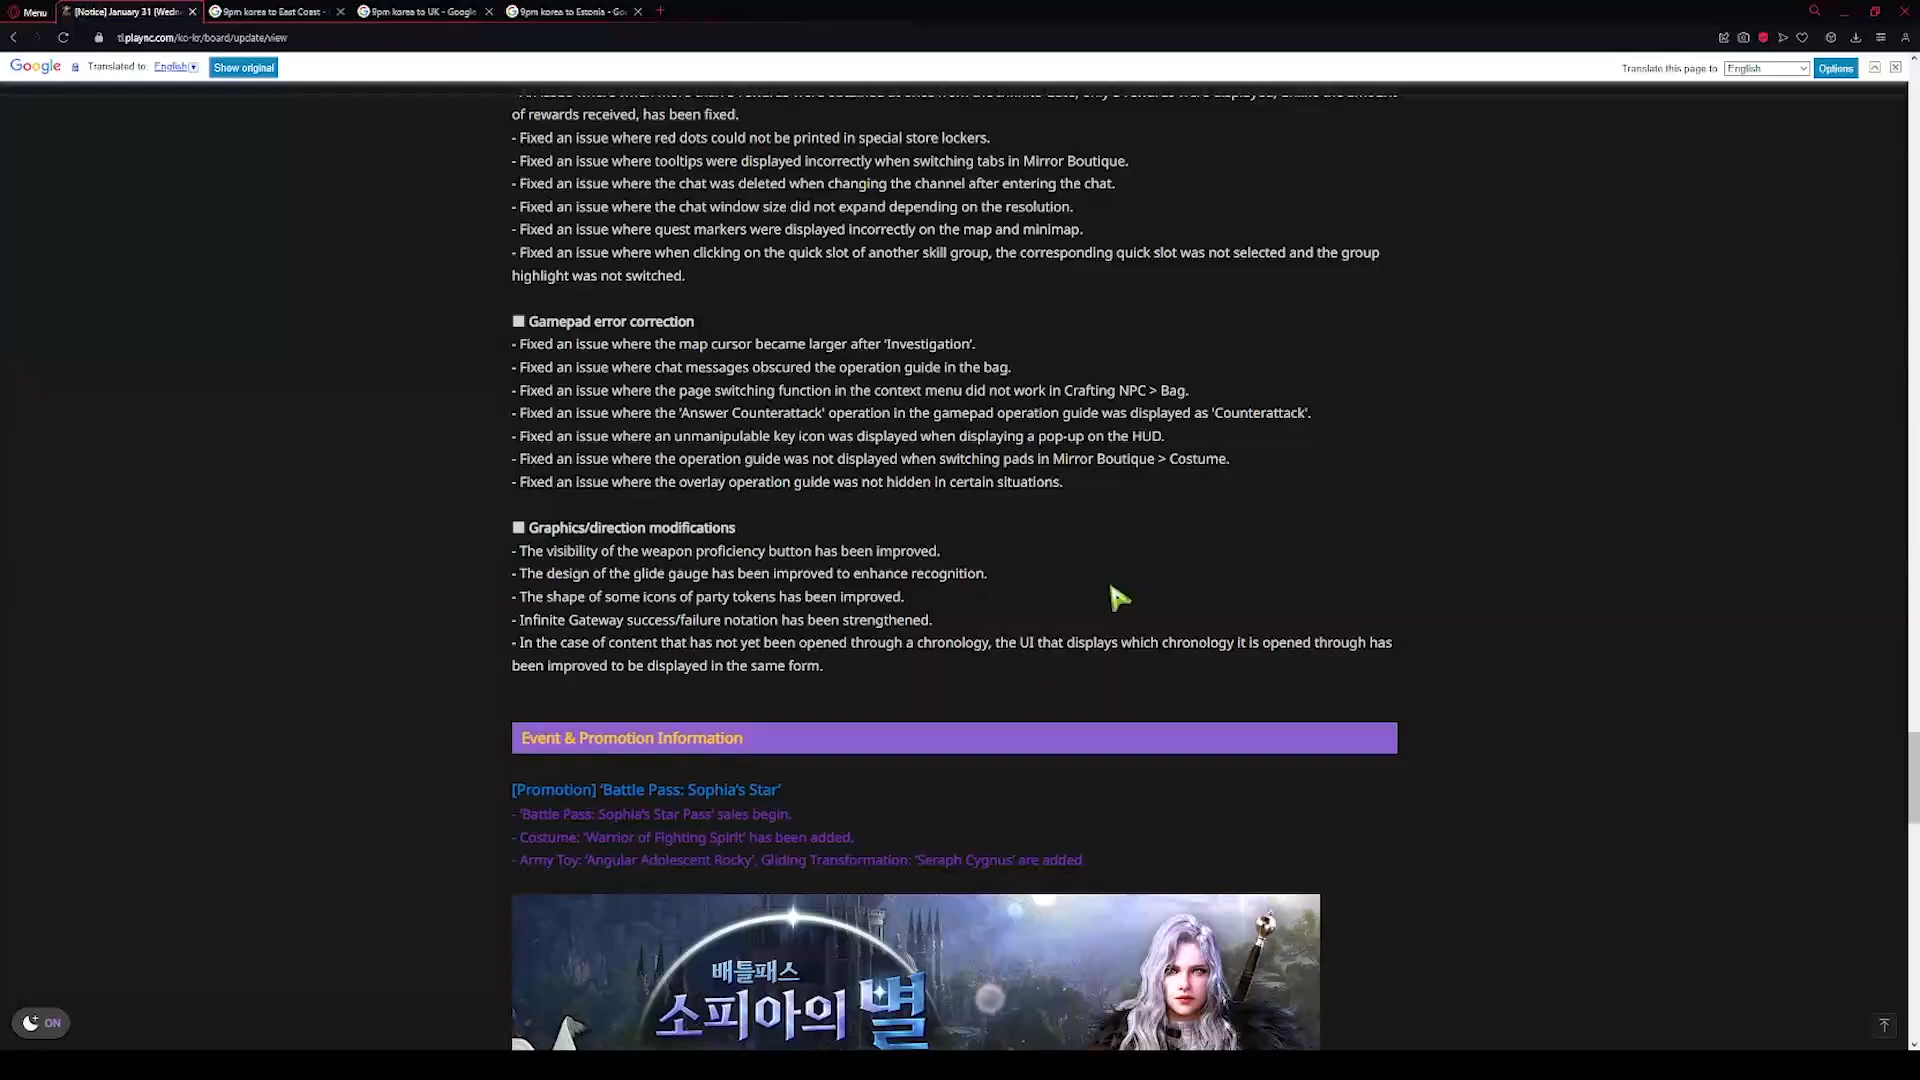 Menu
[Notice] January 31 [Wedn
9pm korea to East Coast -
9pm korea to UK - Google
9pm korea to Estonia - Go
tl.plaync.com/ko-kr/board/update/view
Google
Translated to: English
Show original
Translate this page to
English
Options
of rewards received, has been fixed.
- Fixed an issue where red dots could not be printed in special store lockers.
- Fixed an issue where tooltips were displayed incorrectly when switching tabs in Mirror Boutique.
- Fixed an issue where the chat was deleted when changing the channel after entering the chat.
- Fixed an issue where the chat window size did not expand depending on the resolution.
- Fixed an issue where quest markers were displayed incorrectly on the map and minimap.
- Fixed an issue where when clicking on the quick slot of another skill group, the corresponding quick slot was not selected and the group
highlight was not switched.
Gamepad error correction
- Fixed an issue where the map cursor became larger after ‘Investigation’.
- Fixed an issue where chat messages obscured the operation guide in the bag.
- Fixed an issue where the page switching function in the context menu did not work in Crafting NPC > Bag.
- Fixed an issue where the 'Answer Counterattack' operation in the gamepad operation guide was displayed as 'Counterattack'.
- Fixed an issue where an unmanipulable key icon was displayed when displaying a pop-up on the HUD.
- Fixed an issue where the operation guide was not displayed when switching pads in Mirror Boutique > Costume.
- Fixed an issue where the overlay operation guide was not hidden in certain situations.
Graphics/direction modifications
- The visibility of the weapon proficiency button has been improved.
- The design of the glide gauge has been improved to enhance recognition.
- The shape of some icons of party tokens has been improved.
- Infinite Gateway success/failure notation has been strengthened.
- In the case of content that has not yet been opened through a chronology, the UI that displays which chronology it is opened through has
been improved to be displayed in the same form.
Event & Promotion Information
[Promotion] ‘Battle Pass: Sophia’s Star’
- ‘Battle Pass: Sophia’s Star Pass’ sales begin.
- Costume: ‘Warrior of Fighting Spirit’ has been added.
- Army Toy: ‘Angular Adolescent Rocky’, Gliding Transformation: ‘Seraph Cygnus’ are added.
배틀패스
소피아의 별
ON